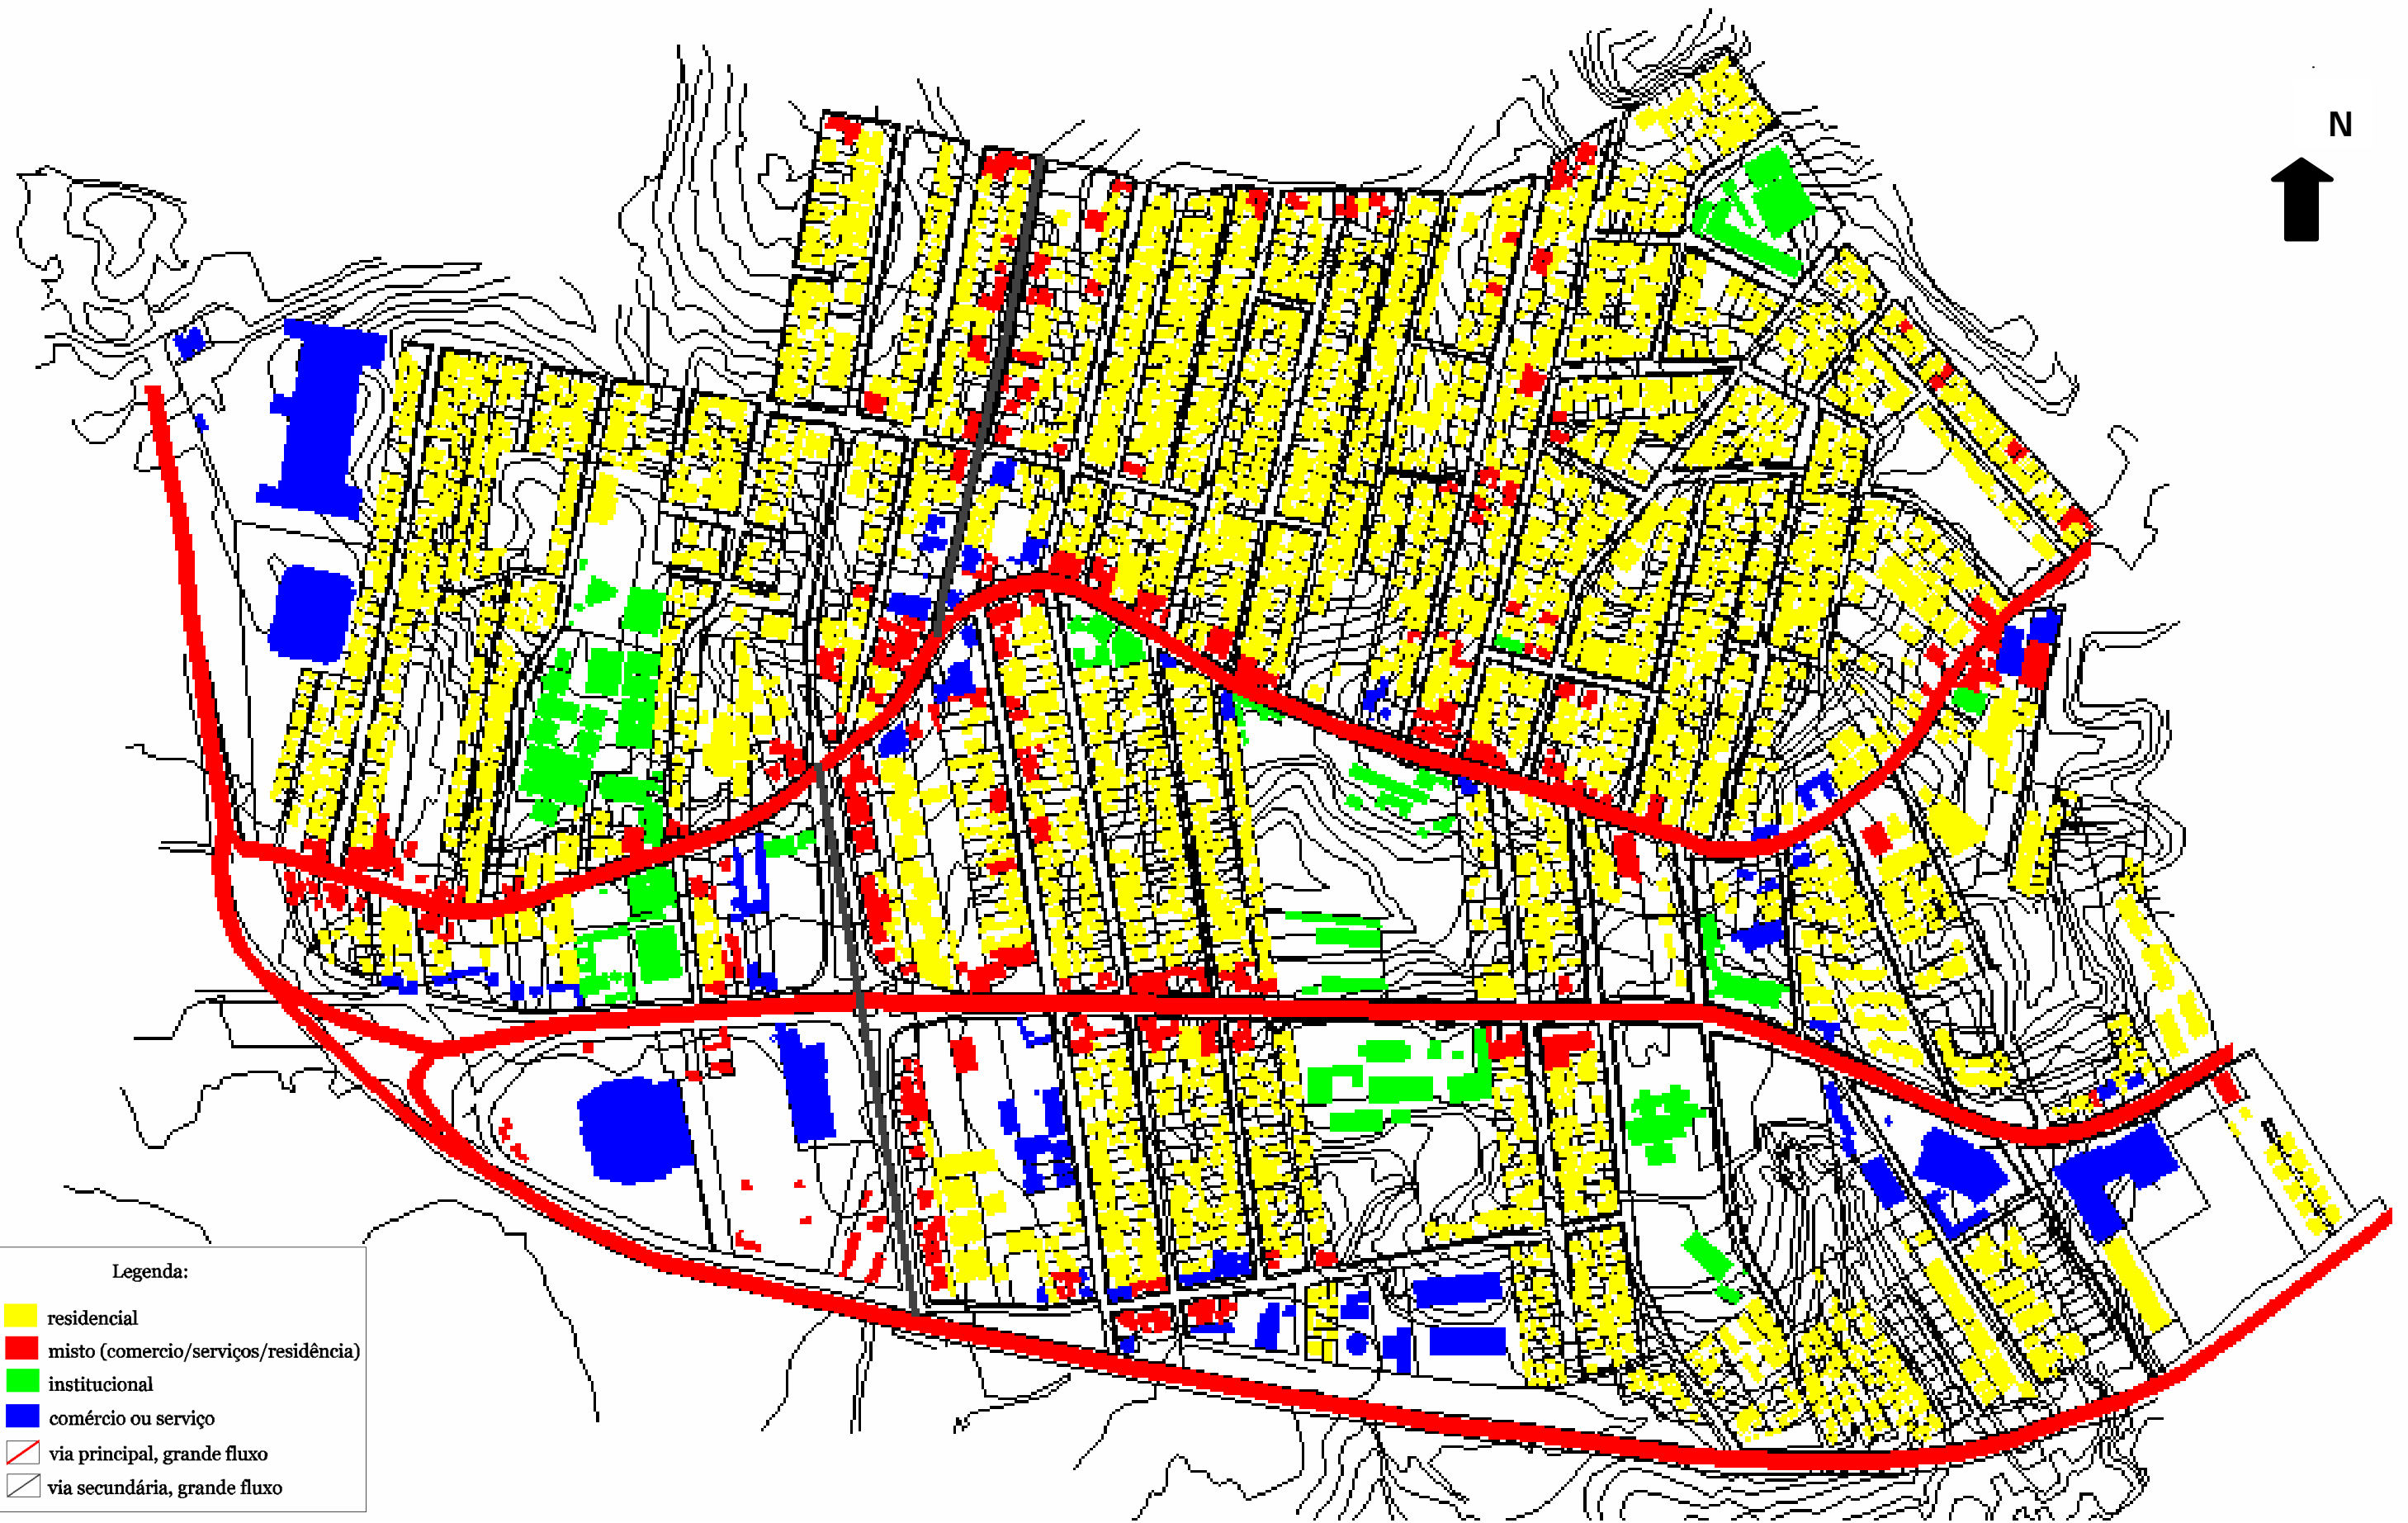 N
Legenda:
residencial
misto (comercio/serviços/residência)
institucional
comércio ou serviço
via principal, grande fluxo
via secundária, grande fluxo